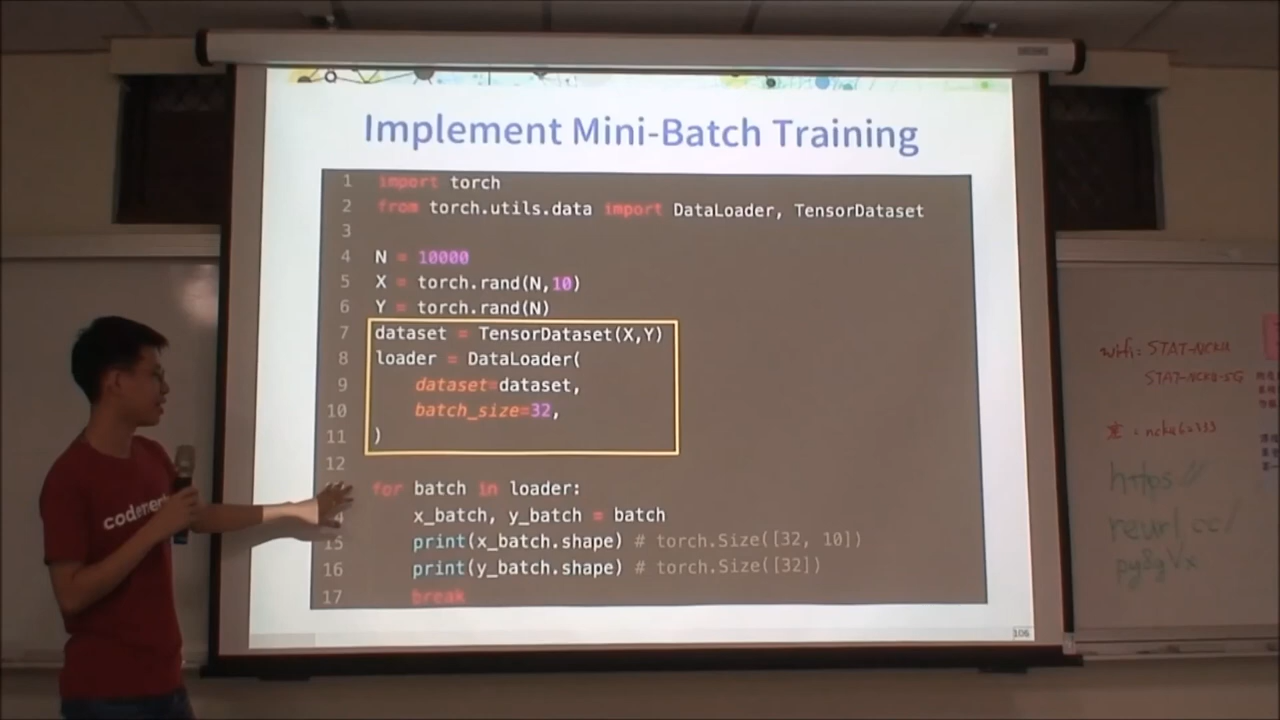 Implement Mini-Batch Training
1 import torch
2 from torch.utils.data import DataLoader, TensorDataset
3
4 N = 10000
5 X = torch.rand(N,10)
6 Y = torch.rand(N)
7 dataset = TensorDataset(X,Y)
8 loader = DataLoader(
9 dataset=dataset,
10 batch_size=32,
11 )
12
for batch in loader:
x_batch, y_batch = batch
15 print(x_batch.shape) # torch.Size([32, 10])
16 print(y_batch.shape) # torch.Size([32])
17 break
106
Wifi: STAT-NCKU
STAT-NCKU-5G
https://
reurl.cc/